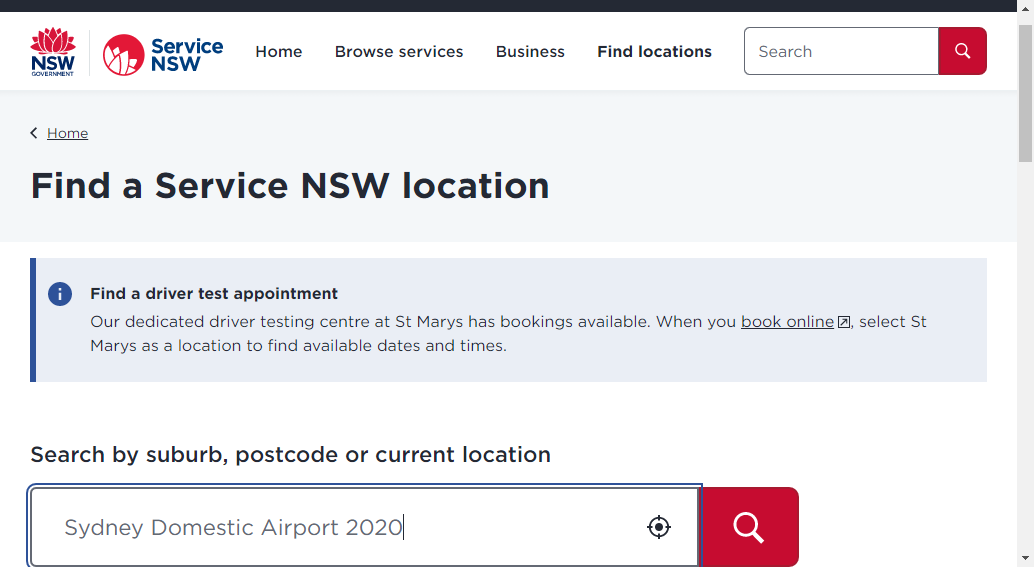 NSW
GOVERNMENT
Service
NSW
Home
Browse services
Business
Find locations
Search
Home
Find a Service NSW location
Find a driver test appointment
Our dedicated driver testing centre at St Marys has bookings available. When you book online, select St
Marys as a location to find available dates and times.
Search by suburb, postcode or current location
Sydney Domestic Airport 2020